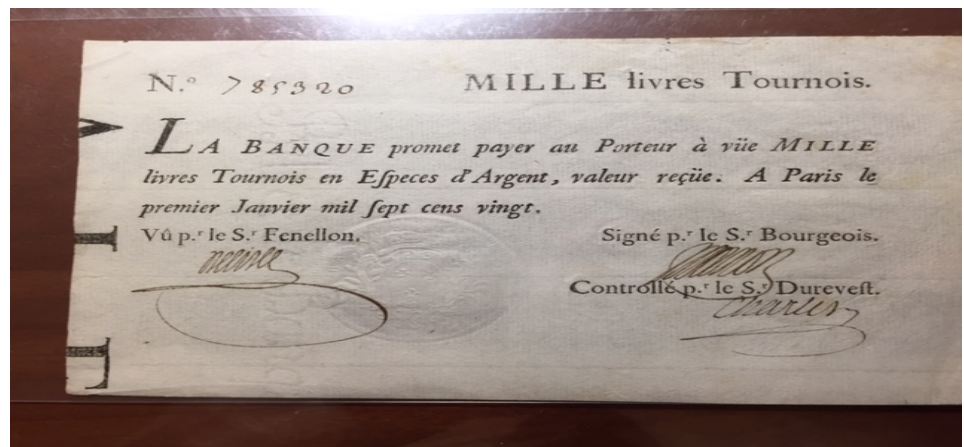 N.º 785320 MILLE livres Tournois.
LA BANQUE promet payer au Porteur à vüe MILLE
livres Tournois en Eſpeces d'Argent, valeur reçüe. A Paris le
premier Janvier mil ſept cens vingt.
Vû p.r le S.r Fenellon. Signé p.r le S.r Bourgeois.
Controllé p.r le S.r Dureveſt.